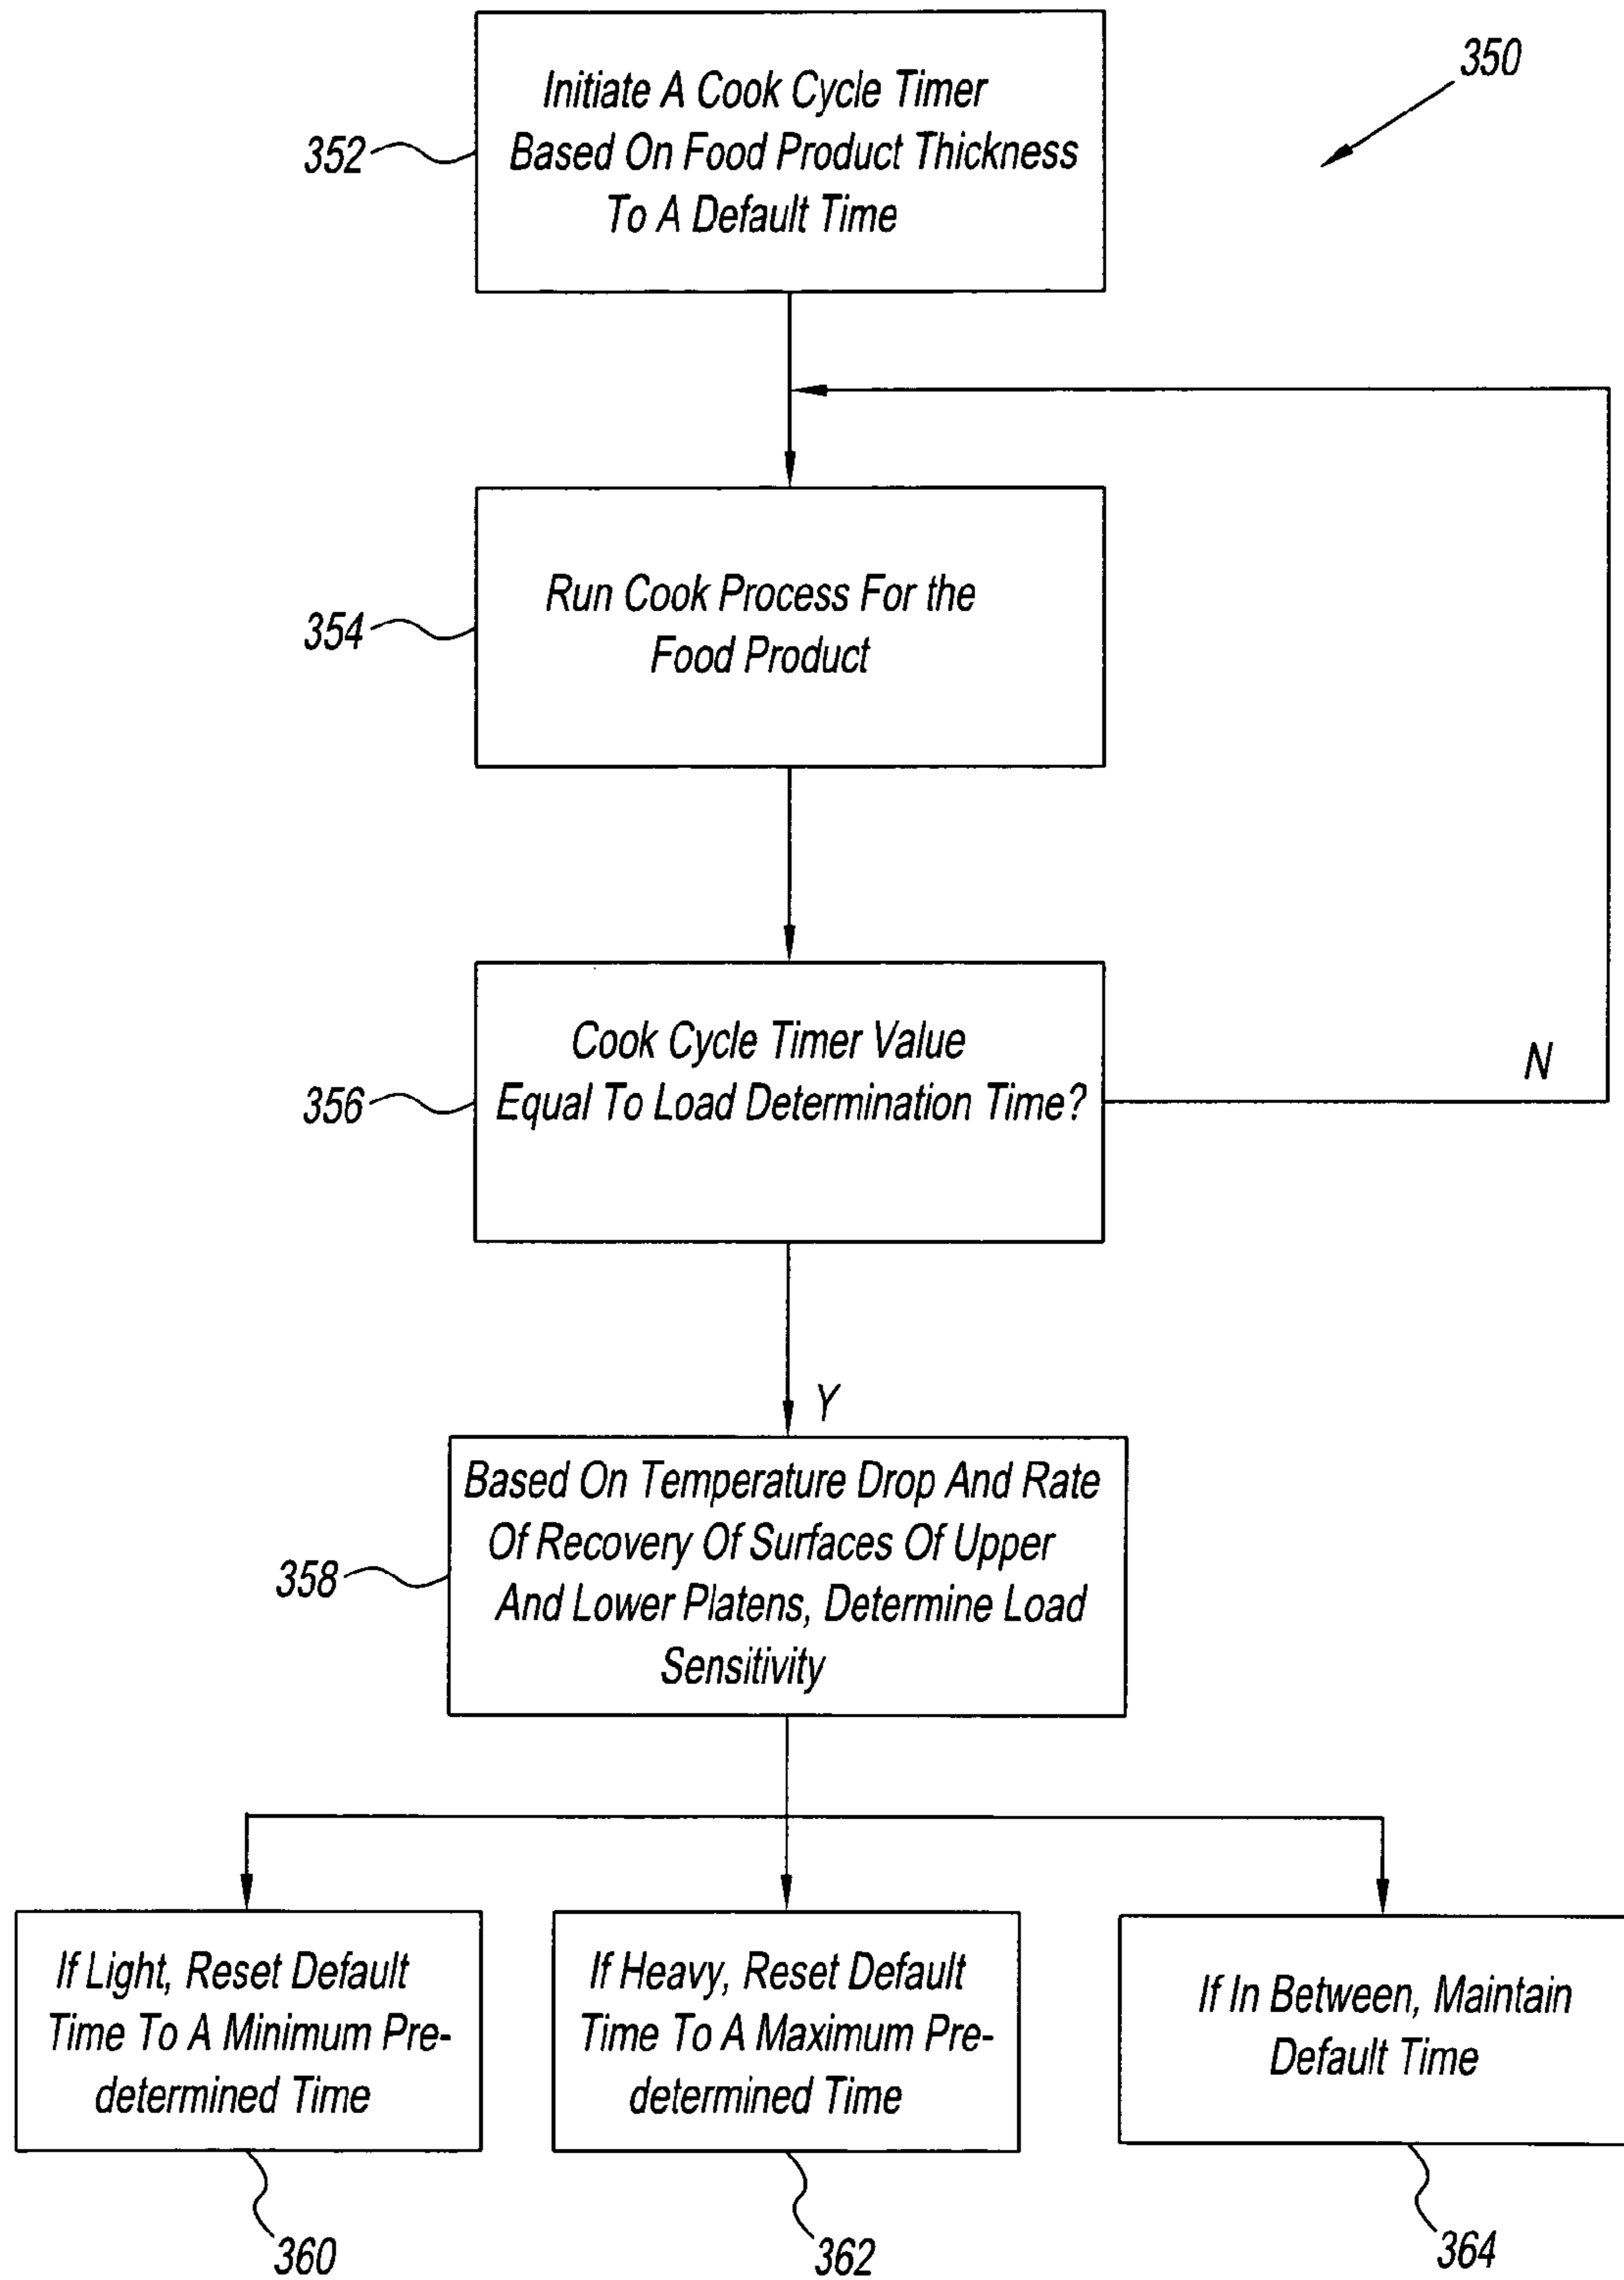 350
Initiate A Cook Cycle Timer
Based On Food Product Thickness
To A Default Time
352
Run Cook Process For the
Food Product
354
Cook Cycle Timer Value
Equal To Load Determination Time?
356
N
Y
Based On Temperature Drop And Rate
Of Recovery Of Surfaces Of Upper
And Lower Platens, Determine Load
Sensitivity
358
If Light, Reset Default
Time To A Minimum Pre-
determined Time
If Heavy, Reset Default
Time To A Maximum Pre-
determined Time
If In Between, Maintain
Default Time
360
362
364